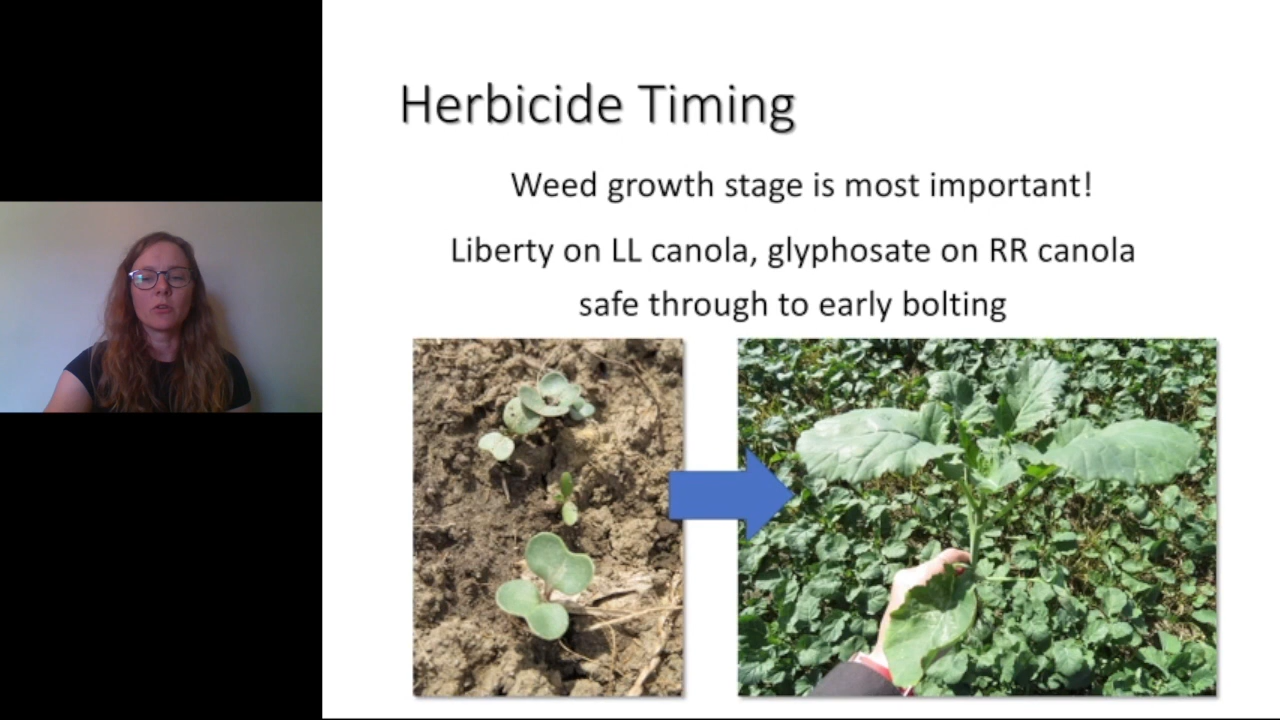 Herbicide Timing
Weed growth stage is most important!
Liberty on LL canola, glyphosate on RR canola
safe through to early bolting